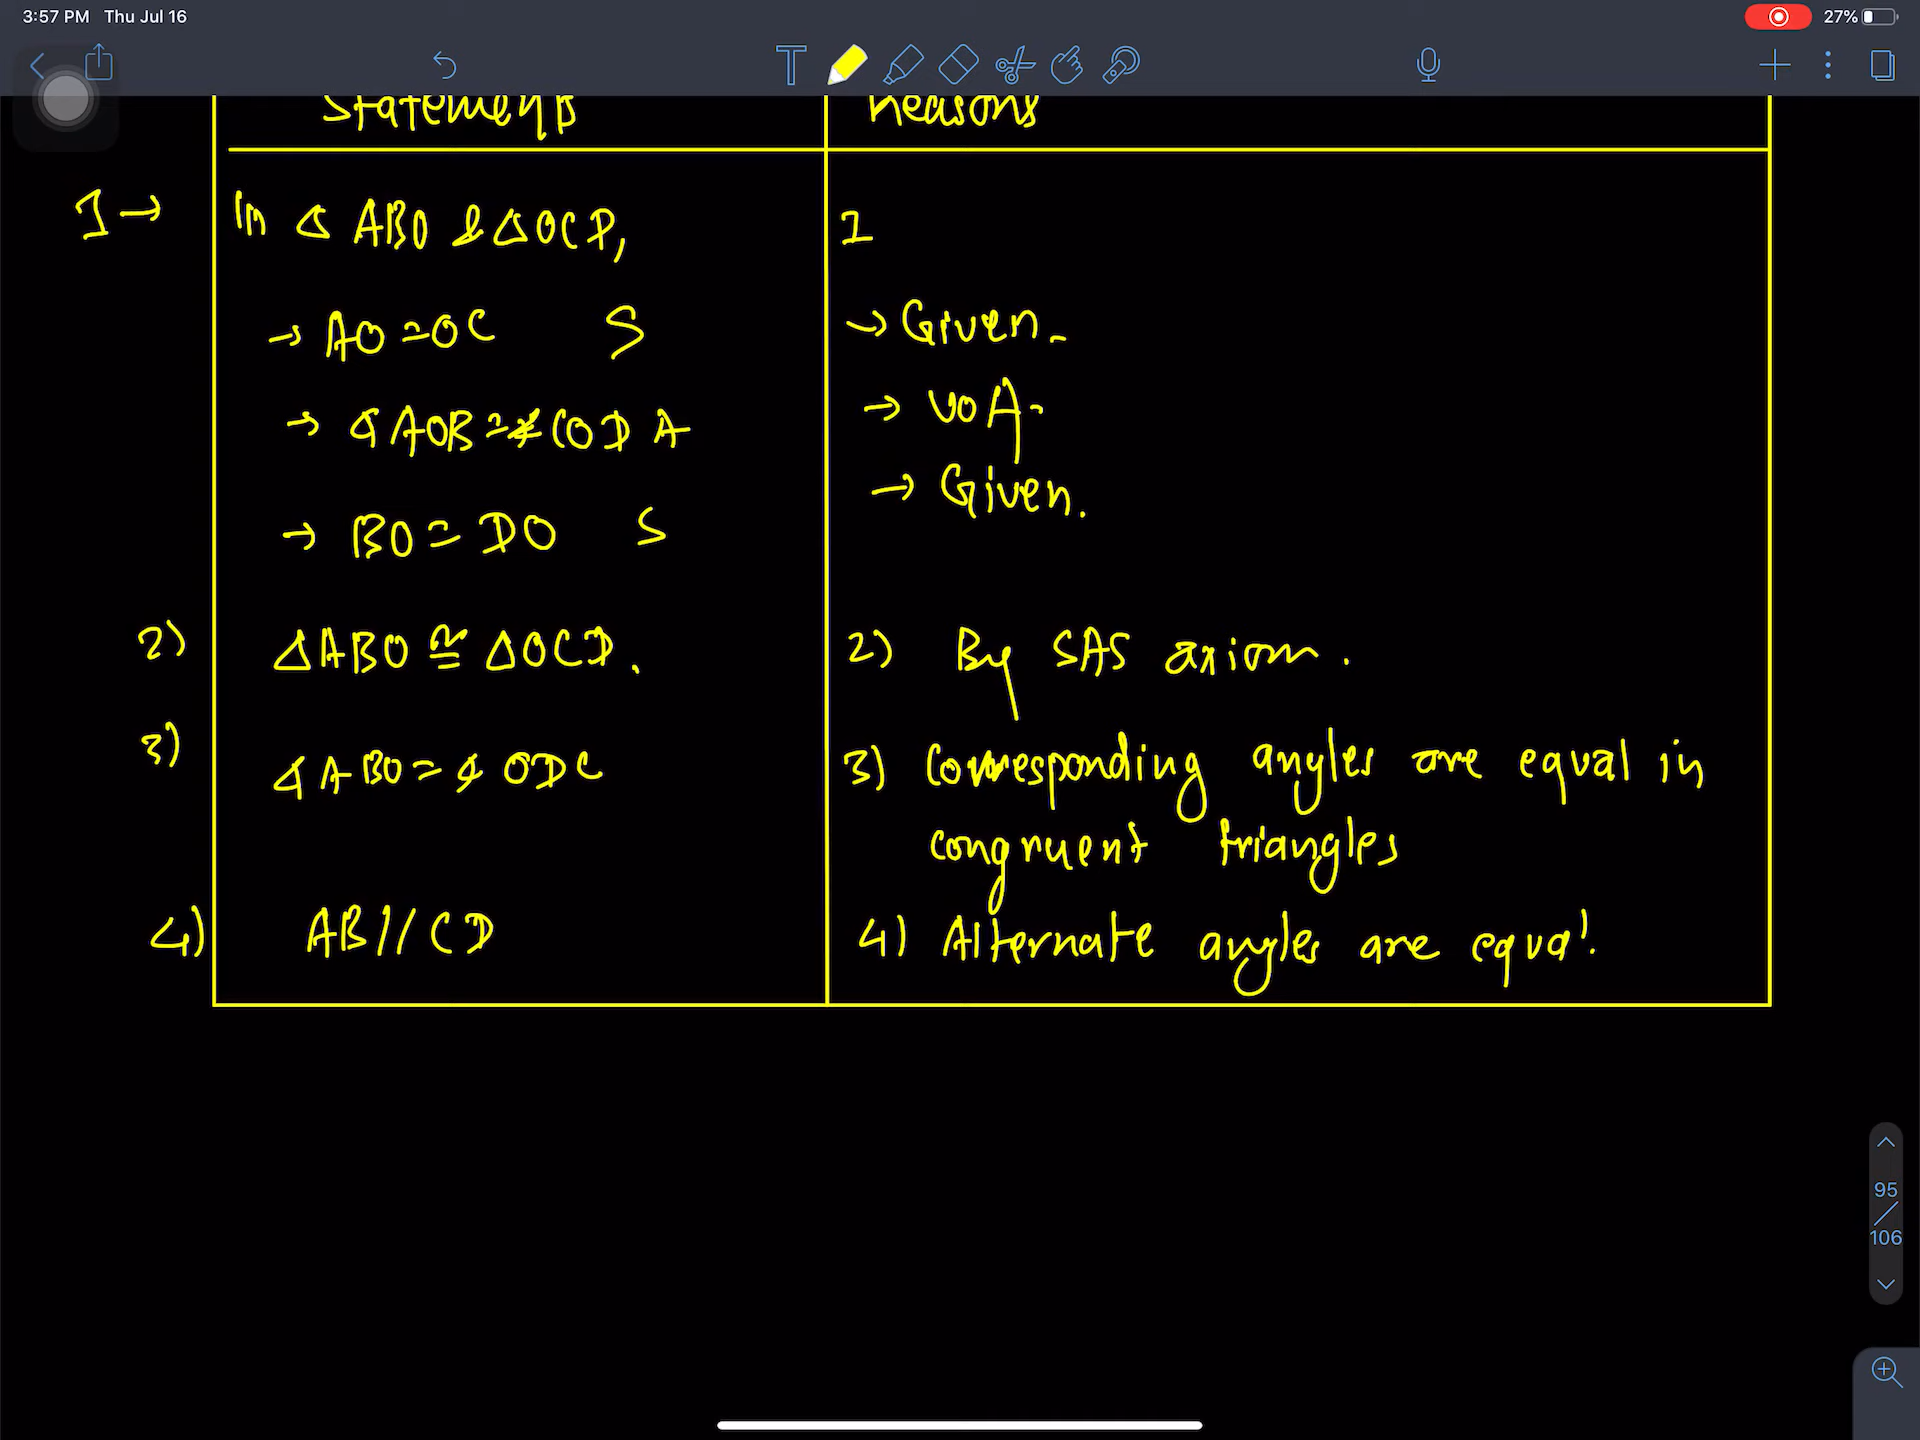 3:57 PM Thu Jul 16
27%
Statements Reasons
1→ In △ ABO & △OCD, 1
→ AO = OC S → Given.
→ ∢AOB = ∢COD A → VOA.
→ BO = DO S → Given.
2) △ABO ≅ △OCD. 2) By SAS axiom.
3) ∢ABO = ∢ODC 3) Corresponding angles are equal in
congruent triangles
4) AB//CD 4) Alternate angles are equal.
95
/
106